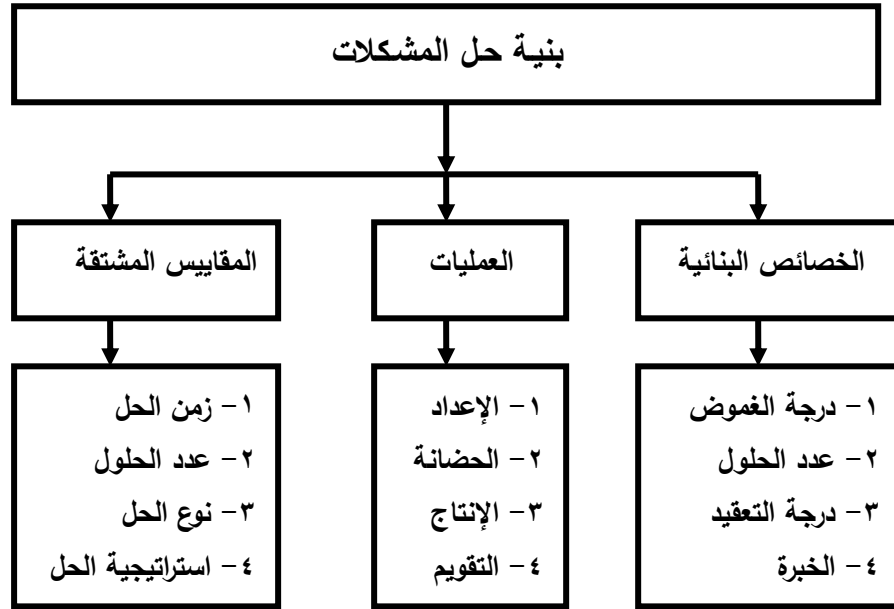 بنية حل المشكلات
الخصائص البنائية
العمليات
المقاييس المشتقة
١- درجة الغموض
٢- عدد الحلول
٣- درجة التعقيد
٤- الخبرة
١- الإعداد
٢- الحضانة
٣- الإنتاج
٤- التقويم
١- زمن الحل
٢- عدد الحلول
٣- نوع الحل
٤- استراتيجية الحل